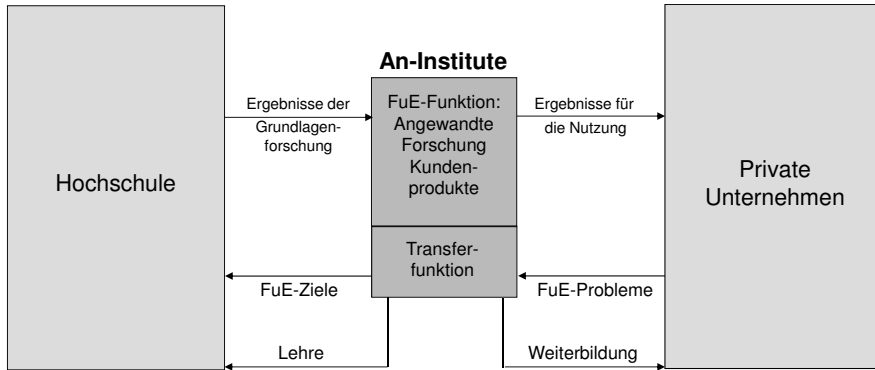 An-Institute
Hochschule
Ergebnisse der
Grundlagen-
forschung
FuE-Funktion:
Angewandte
Forschung
Kunden-
produkte
Ergebnisse für
die Nutzung
Private
Unternehmen
Transfer-
funktion
FuE-Ziele
FuE-Probleme
Lehre
Weiterbildung